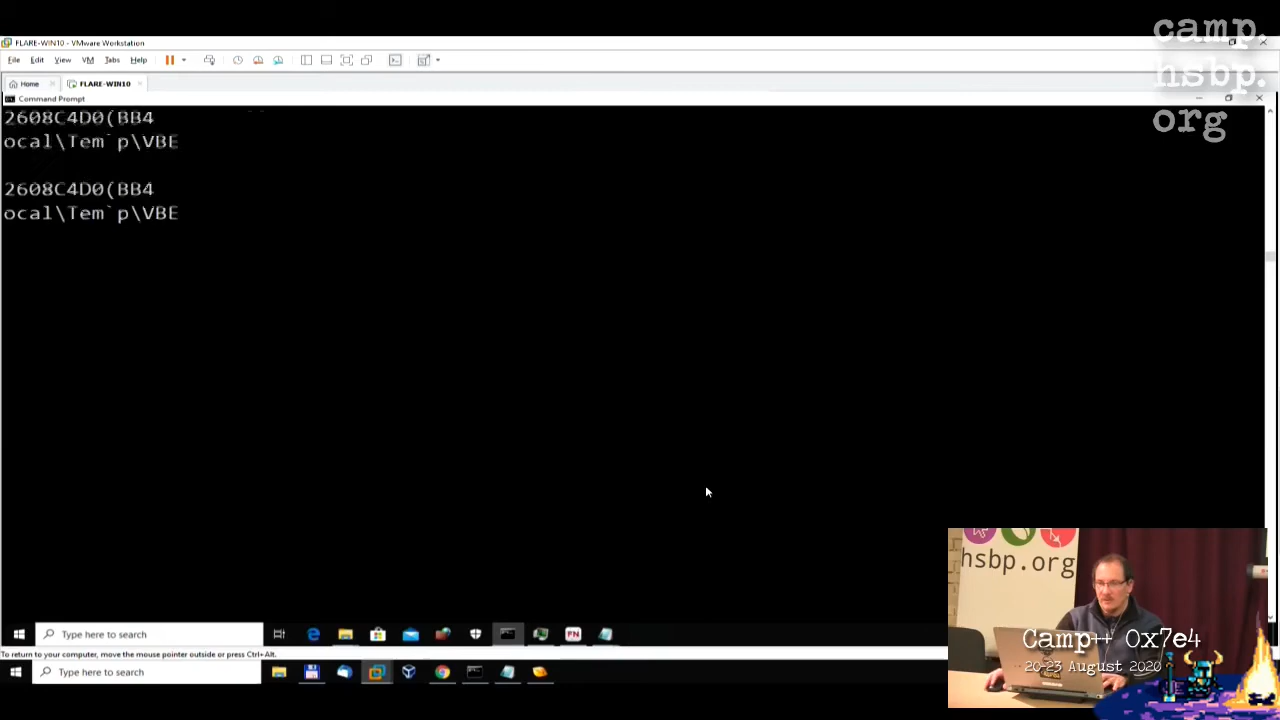 camp.
hsbp.
org
FLARE-WIN10 - VMware Workstation
File Edit View VM Tabs Help
Home FLARE-WIN10
Command Prompt
2608C4D0(BB4
ocal\Tem`p\VBE
2608C4D0(BB4
ocal\Tem`p\VBE
hsbp.org
Camp++ 0x7e4
20-23 August 2020
Type here to search
FN
To return to your computer, move the mouse pointer outside or press Ctrl+Alt.
Type here to search